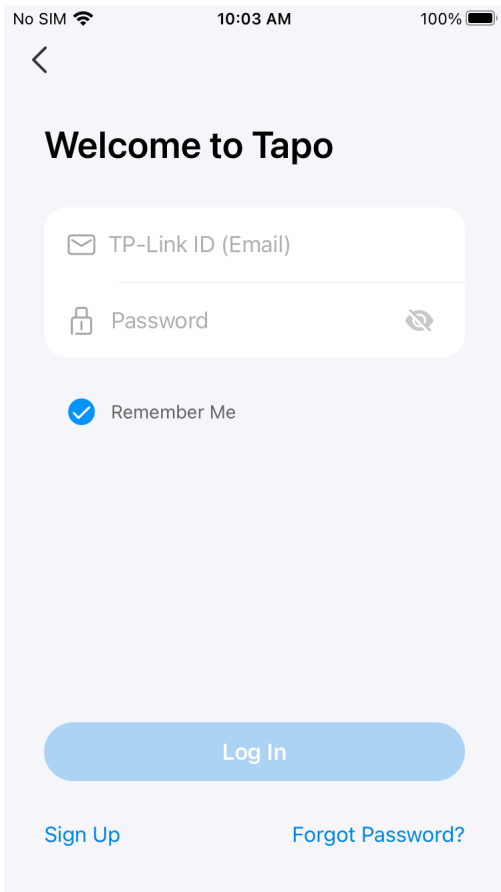 No SIM 10:03 AM 100%
Welcome to Tapo
TP-Link ID (Email)
Password
Remember Me
Log In
Sign Up Forgot Password?